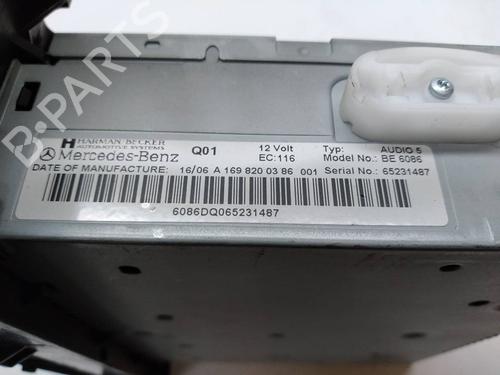 HARMAN BECKER
AUTOMOTIVE SYSTEMS
Mercedes-Benz Q01 12 Volt Typ: AUDIO 5
EC:116 Model No.: BE 6086
DATE OF MANUFACTURE: 16/06 A 169 820 03 86 001 Serial No.: 65231487
6086DQ065231487
B-PARTS